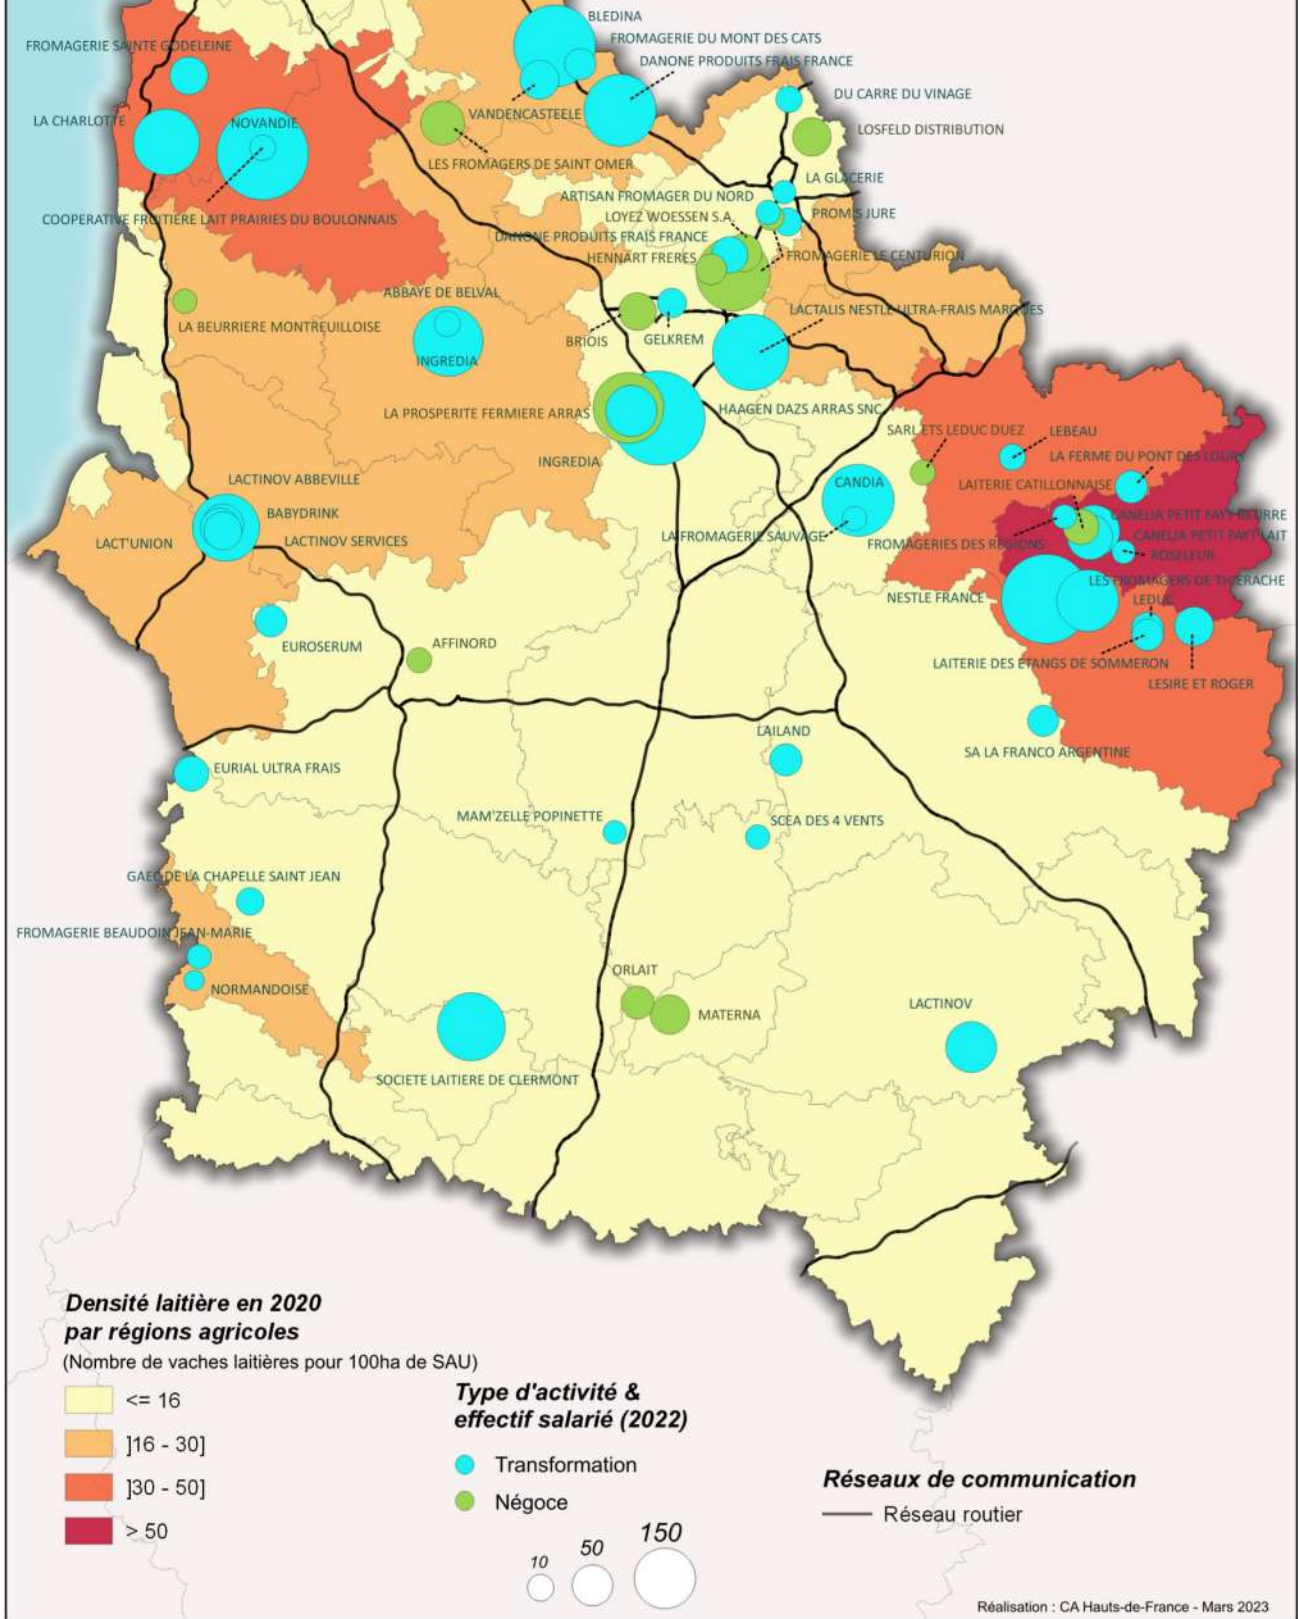 BLEDINA
FROMAGERIE SAINTE GODELEINE
FROMAGERIE DU MONT DES CATS
DANONE PRODUITS FRAIS FRANCE
DU CARRE DU VINAGE
LA CHARLOTTE
NOVANDIE
VANDENCASTEELE
LOSFELD DISTRIBUTION
LES FROMAGERS DE SAINT OMER
LA GLACERIE
ARTISAN FROMAGER DU NORD
COOPERATIVE FRUITIERE LAIT PRAIRIES DU BOULONNAIS
LOYEZ WOESSEN S.A.
PROMIS JURE
DANONE PRODUITS FRAIS FRANCE
HENNART FRERES
FROMAGERIE LE CENTURION
ABBAYE DE BELVAL
LACTALIS NESTLE ULTRA-FRAIS MARQUES
LA BEURRIERE MONTREUILLOISE
BRIOIS
GELKREM
INGREDIA
LA PROSPERITE FERMIERE ARRAS
HAAGEN DAZS ARRAS SNC
SARL ETS LEDUC DUEZ
LEBEAU
INGREDIA
LA FERME DU PONT DES LOUPS
LACTINOV ABBEVILLE
CANDIA
LAITERIE CATILLONNAISE
BABYDRINK
CANELIA PETIT FAYT BEURRE
LACT'UNION
LACTINOV SERVICES
LA FROMAGERIE SAUVAGE
FROMAGERIES DES REGIONS
CANELIA PETIT FAYT LAIT
ROSELEUR
LES FROMAGERS DE THIERACHE
NESTLE FRANCE
LEDUC
EUROSERUM
AFFINORD
LAITERIE DES ETANGS DE SOMMERON
LESIRE ET ROGER
LAILAND
SA LA FRANCO ARGENTINE
EURIAL ULTRA FRAIS
MAM'ZELLE POPINETTE
SCEA DES 4 VENTS
GAEC DE LA CHAPELLE SAINT JEAN
FROMAGERIE BEAUDOIN JEAN-MARIE
NORMANDOISE
ORLAIT
MATERNA
LACTINOV
SOCIETE LAITIERE DE CLERMONT
Densité laitière en 2020
par régions agricoles
(Nombre de vaches laitières pour 100ha de SAU)
<= 16
]16 - 30]
]30 - 50]
> 50
Type d'activité &
effectif salarié (2022)
Transformation
Négoce
10 50 150
Réseaux de communication
Réseau routier
Réalisation : CA Hauts-de-France - Mars 2023